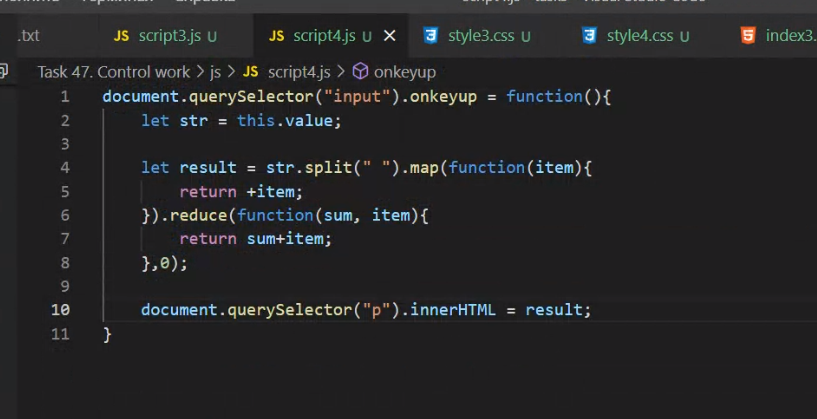 .txt JS script3.js U JS script4.js U style3.css U style4.css U index3.
Task 47. Control work > js > JS script4.js > onkeyup
1 document.querySelector("input").onkeyup = function(){
2 let str = this.value;
3
4 let result = str.split(" ").map(function(item){
5 return +item;
6 }).reduce(function(sum, item){
7 return sum+item;
8 },0);
9
10 document.querySelector("p").innerHTML = result;
11 }